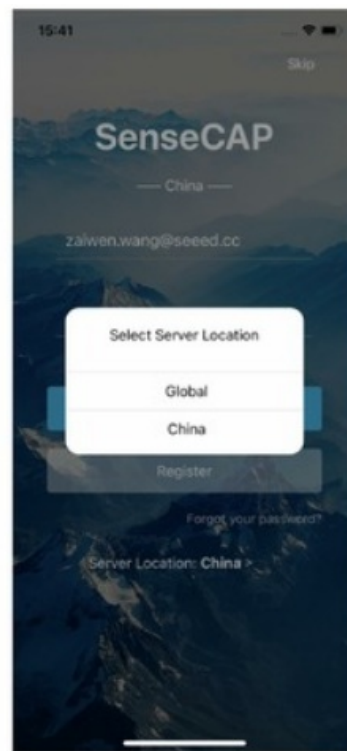 15:41
Skip
SenseCAP
China
zaiwen.wang@seeed.cc
Select Server Location
Global
China
Register
Forgot your password?
Server Location: China >